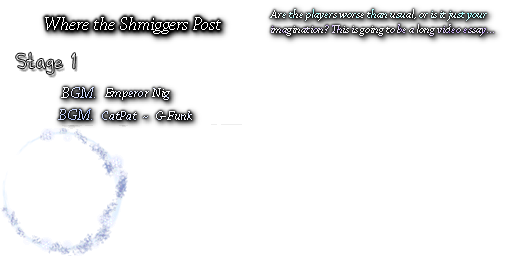 Where the Shmiggers Post
Are the players worse than usual, or is it just your
imagination? This is going to be a long video essay...
Stage 1
BGM. Emperor Nig
BGM. CatPat ~ G-Funk